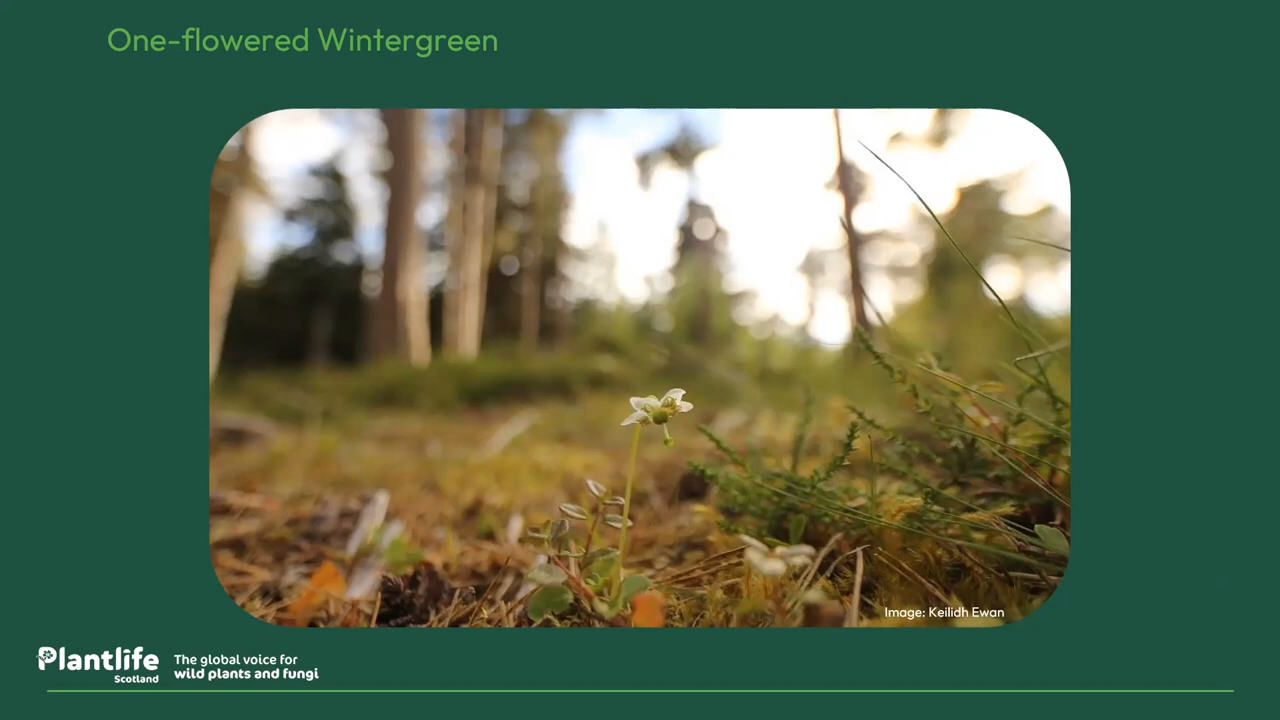 One-flowered Wintergreen
Image: Keilidh Ewan
Plantlife
Scotland
The global voice for
wild plants and fungi